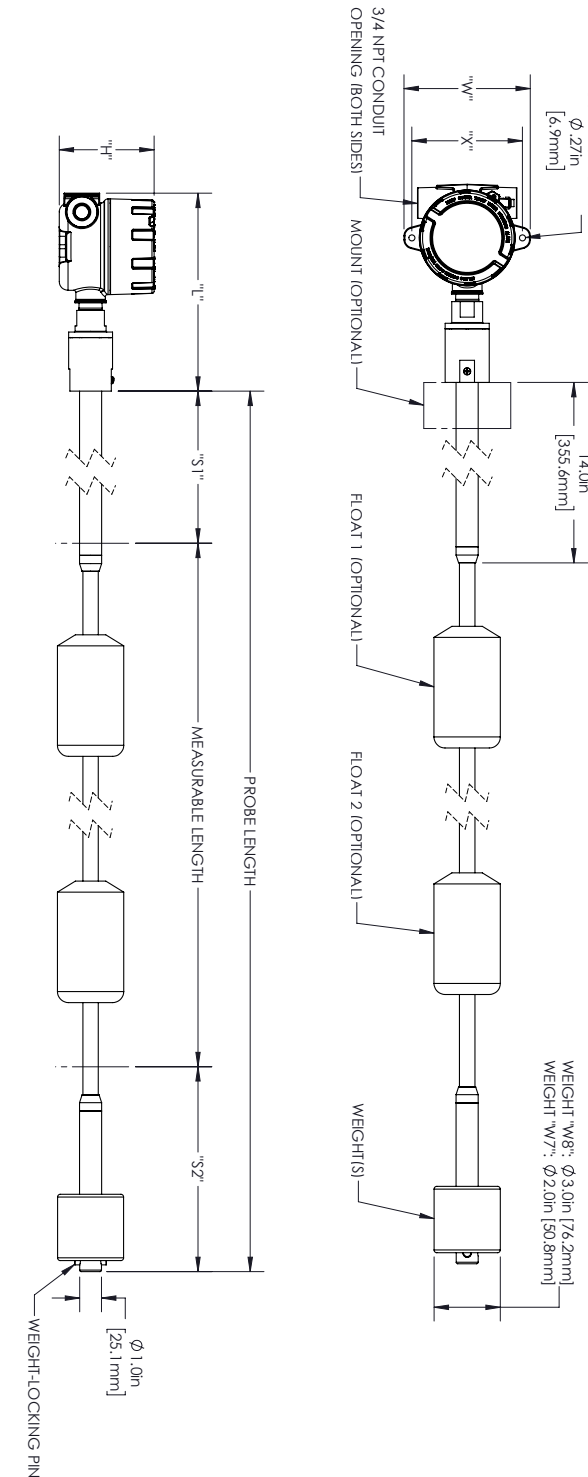 Ø .27in
[6.9mm]
"W"
"X"
3/4 NPT CONDUIT
OPENING (BOTH SIDES)
MOUNT (OPTIONAL)
14.0in
[355.6mm]
FLOAT 1 (OPTIONAL)
FLOAT 2 (OPTIONAL)
WEIGHT "W8": Ø3.0in [76.2mm]
WEIGHT "W7": Ø2.0in [50.8mm]
WEIGHT(S)
"H"
"L"
"S1"
MEASURABLE LENGTH
PROBE LENGTH
"S2"
Ø 1.0in
[25.1mm]
WEIGHT-LOCKING PIN